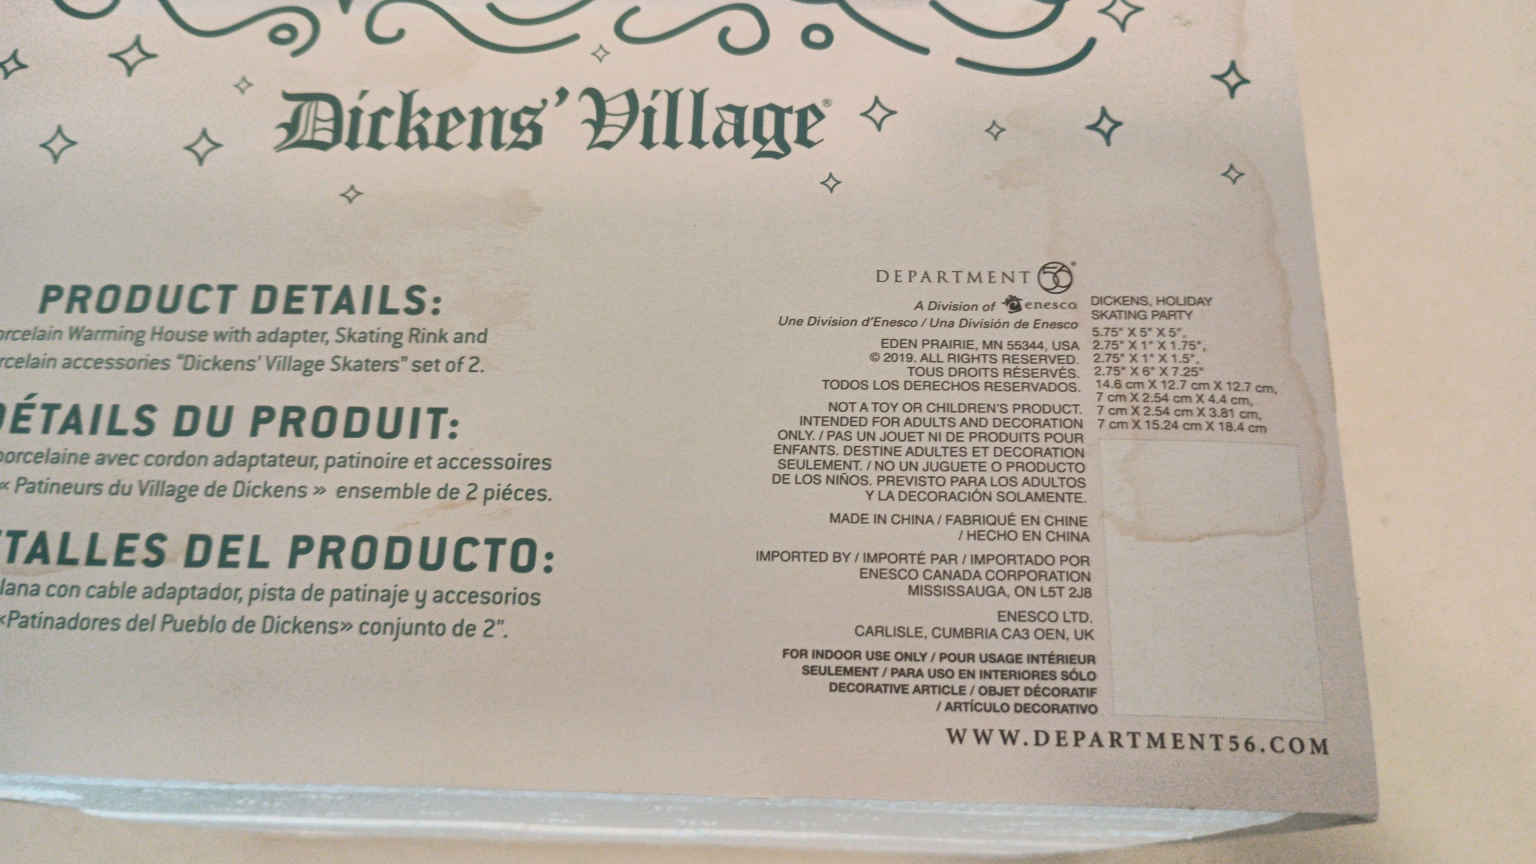 Dickens' Village®
PRODUCT DETAILS:
Warming House with adapter, Skating Rink and
accessories "Dickens' Village Skaters" set of 2.
DÉTAILS DU PRODUIT:
porcelaine avec cordon adaptateur, patinoire et accessoires
« Patineurs du Village de Dickens » ensemble de 2 piéces.
DEL PRODUCTO:
con cable adaptador, pista de patinaje y accesorios
«Patinadores del Pueblo de Dickens» conjunto de 2".
DEPARTMENT 56®
A Division of enesco
Une Division d'Enesco / Una División de Enesco
EDEN PRAIRIE, MN 55344, USA
© 2019. ALL RIGHTS RESERVED.
TOUS DROITS RÉSERVÉS.
TODOS LOS DERECHOS RESERVADOS.
NOT A TOY OR CHILDREN'S PRODUCT.
INTENDED FOR ADULTS AND DECORATION
ONLY. / PAS UN JOUET NI DE PRODUITS POUR
ENFANTS. DESTINE ADULTES ET DECORATION
SEULEMENT. / NO UN JUGUETE O PRODUCTO
DE LOS NIÑOS. PREVISTO PARA LOS ADULTOS
Y LA DECORACIÓN SOLAMENTE.
MADE IN CHINA / FABRIQUÉ EN CHINE
/ HECHO EN CHINA
IMPORTED BY / IMPORTÉ PAR / IMPORTADO POR
ENESCO CANADA CORPORATION
MISSISSAUGA, ON L5T 2J8
ENESCO LTD.
CARLISLE, CUMBRIA CA3 OEN, UK
FOR INDOOR USE ONLY / POUR USAGE INTÉRIEUR
SEULEMENT / PARA USO EN INTERIORES SÓLO
DECORATIVE ARTICLE / OBJET DÉCORATIF
/ ARTÍCULO DECORATIVO
DICKENS, HOLIDAY
SKATING PARTY
5.75" X 5" X 5",
2.75" X 1" X 1.75",
2.75" X 1" X 1.5",
2.75" X 6" X 7.25"
14.6 cm X 12.7 cm X 12.7 cm,
7 cm X 2.54 cm X 4.4 cm,
7 cm X 2.54 cm X 3.81 cm,
7 cm X 15.24 cm X 18.4 cm
WWW.DEPARTMENT56.COM